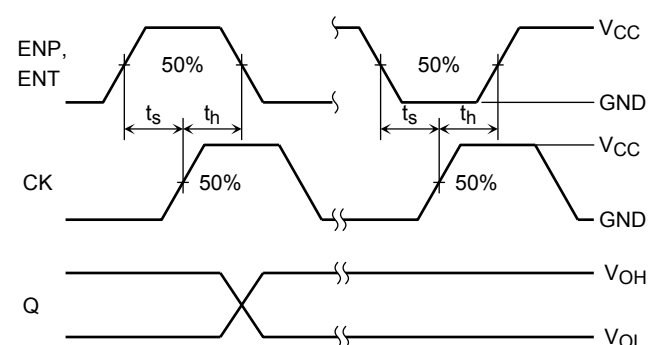 ENP,
ENT
50%
50%
VCC
GND
ts
th
ts
th
CK
50%
50%
VCC
GND
Q
VOH
VOL